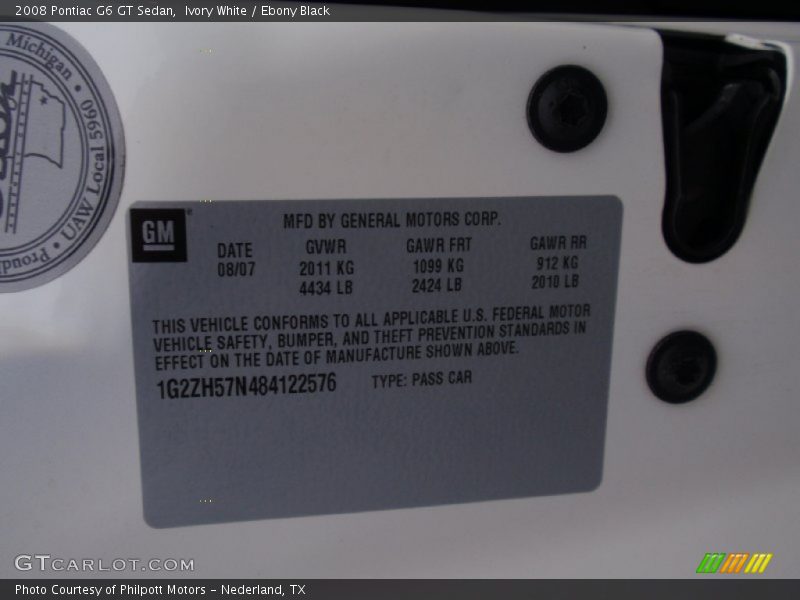 2008 Pontiac G6 GT Sedan,  Ivory White / Ebony Black
Michigan • UAW Local 5960 • Proudl
GM
MFD BY GENERAL MOTORS CORP.
DATE GVWR GAWR FRT GAWR RR
08/07 2011 KG 1099 KG 912 KG
4434 LB 2424 LB 2010 LB
THIS VEHICLE CONFORMS TO ALL APPLICABLE U.S. FEDERAL MOTOR
VEHICLE SAFETY, BUMPER, AND THEFT PREVENTION STANDARDS IN
EFFECT ON THE DATE OF MANUFACTURE SHOWN ABOVE.
1G2ZH57N484122576 TYPE: PASS CAR
GTCARLOT.COM
Photo Courtesy of Philpott Motors - Nederland, TX